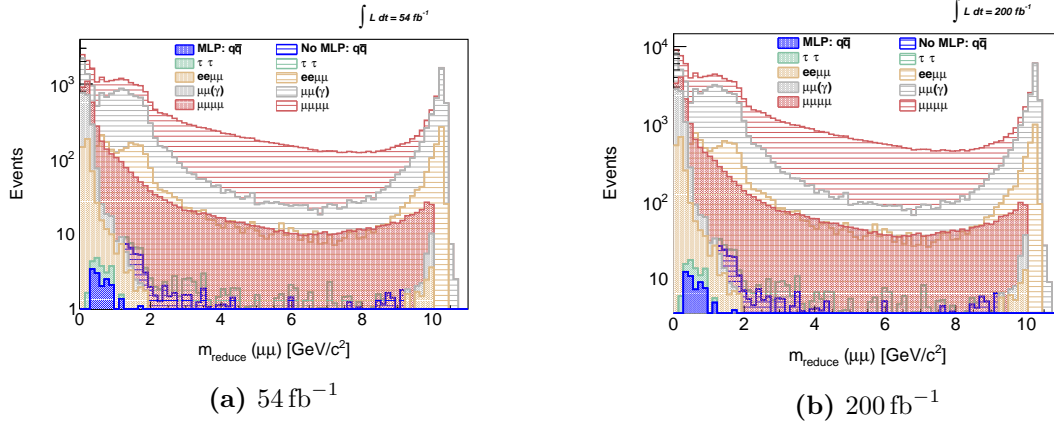 ∫ L dt = 54 fb⁻¹
MLP: qq̄ No MLP: qq̄
τ τ τ τ
eeμμ eeμμ
μμ(γ) μμ(γ)
μμμμ μμμμ
Events
10³
10²
10
1
0 2 4 6 8 10
m_reduce (μμ) [GeV/c²]
(a) 54 fb⁻¹
∫ L dt = 200 fb⁻¹
MLP: qq̄ No MLP: qq̄
τ τ τ τ
eeμμ eeμμ
μμ(γ) μμ(γ)
μμμμ μμμμ
Events
10⁴
10³
10²
10
0 2 4 6 8 10
m_reduce (μμ) [GeV/c²]
(b) 200 fb⁻¹